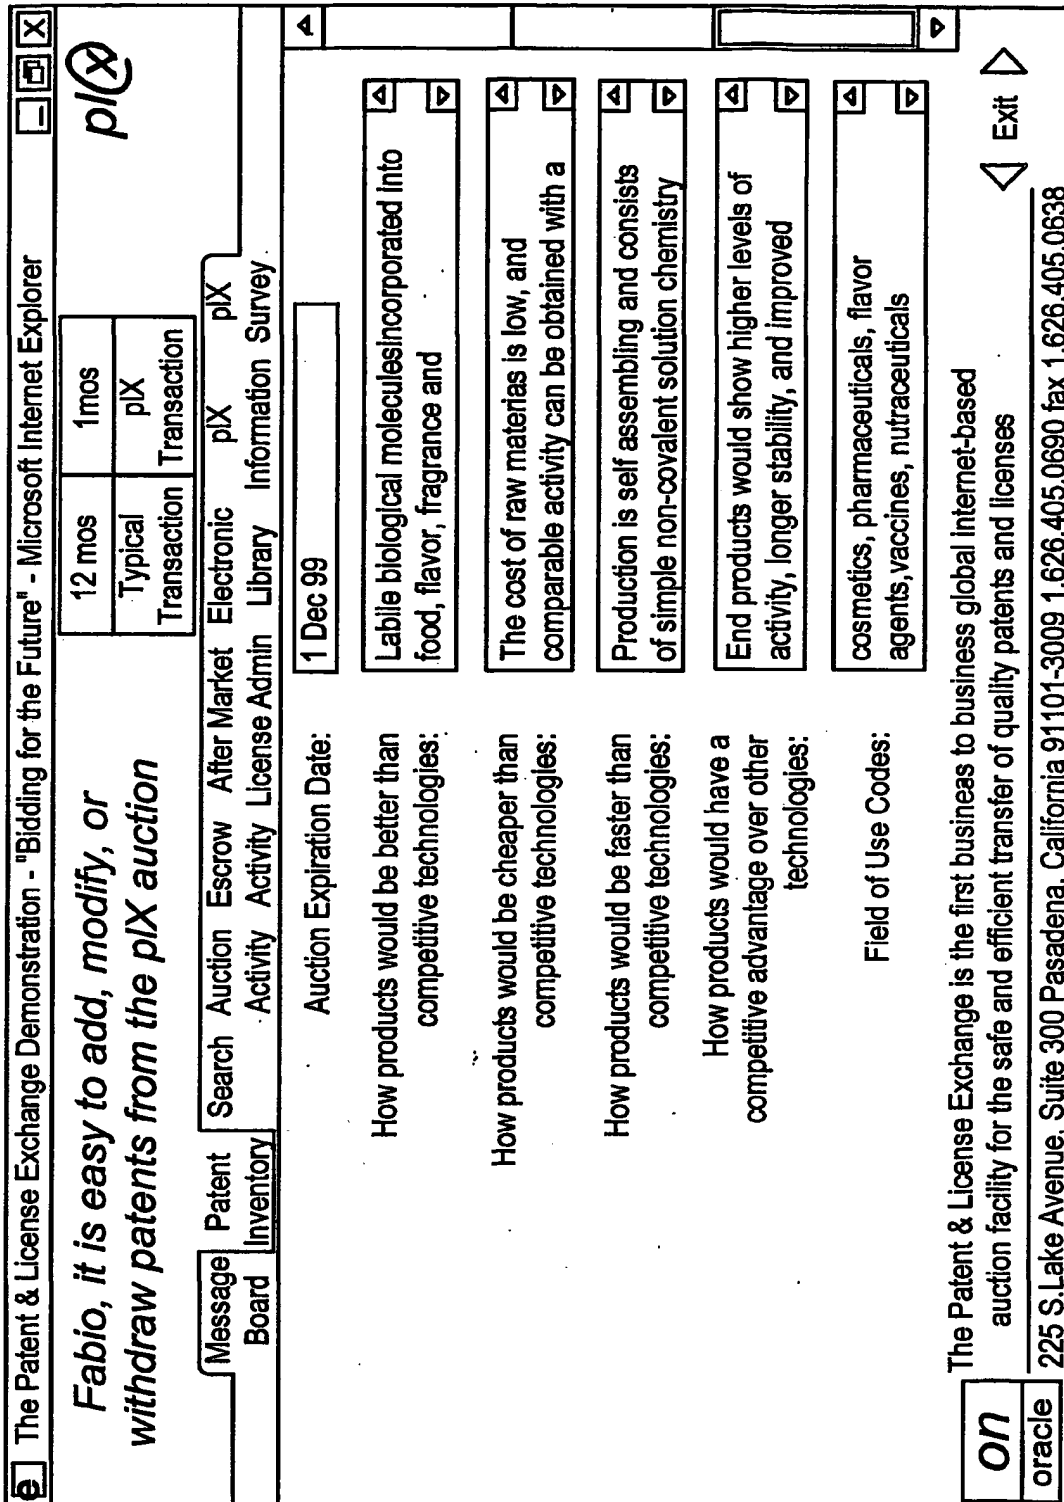 e The Patent & License Exchange Demonstration - "Bidding for the Future" - Microsoft Internet Explorer
Fabio, it is easy to add, modify, or
withdraw patents from the plX auction
12 mos 1mos
Typical Transaction
plX Transaction
plx
Message Board
Patent Inventory
Search
Auction Activity
Escrow Activity
After Market License Admin
Electronic Library
plX Information
plX Survey
Auction Expiration Date: 1 Dec 99
How products would be better than
competitive technologies:
Labile biological moleculesincorporated into
food, flavor, fragrance and
How products would be cheaper than
competitive technologies:
The cost of raw materias is low, and
comparable activity can be obtained with a
How products would be faster than
competitive technologies:
Production is self assembling and consists
of simple non-covalent solution chemistry
How products would have a
competitive advantage over other
technologies:
End products would show higher levels of
activity, longer stability, and improved
Field of Use Codes:
cosmetics, pharmaceuticals, flavor
agents,vaccines, nutraceuticals
on
oracle
The Patent & License Exchange is the first busineas to business global internet-based
auction facility for the safe and efficient transfer of quality patents and licenses
Exit
225 S.Lake Avenue, Suite 300 Pasadena, California 91101-3009 1.626.405.0690 fax 1.626.405.0638